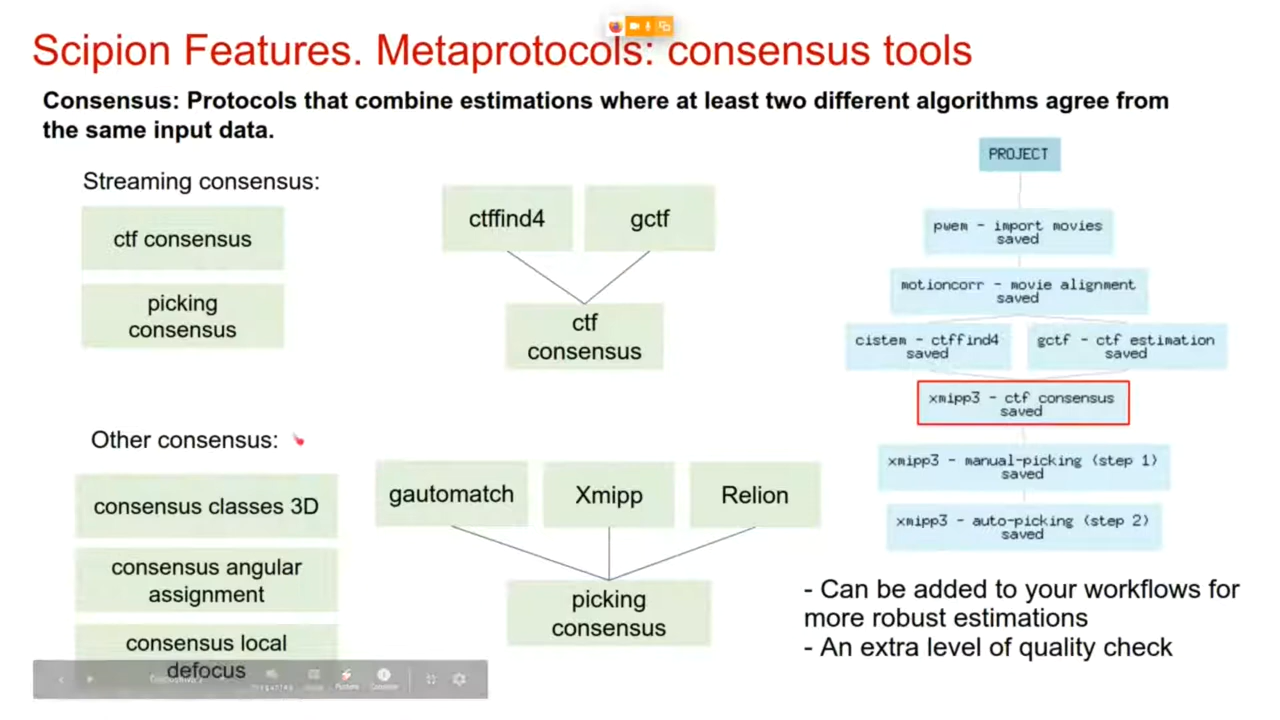 Scipion Features. Metaprotocols: consensus tools
Consensus: Protocols that combine estimations where at least two different algorithms agree from
the same input data.
Streaming consensus:
ctf consensus
picking
consensus
ctffind4
gctf
ctf
consensus
Other consensus:
consensus classes 3D
consensus angular
assignment
consensus local
defocus
gautomatch
Xmipp
Relion
picking
consensus
PROJECT
pwem - import movies
saved
motioncorr - movie alignment
saved
cistem - ctffind4
saved
gctf - ctf estimation
saved
xmipp3 - ctf consensus
saved
xmipp3 - manual-picking (step 1)
saved
xmipp3 - auto-picking (step 2)
saved
- Can be added to your workflows for
more robust estimations
- An extra level of quality check